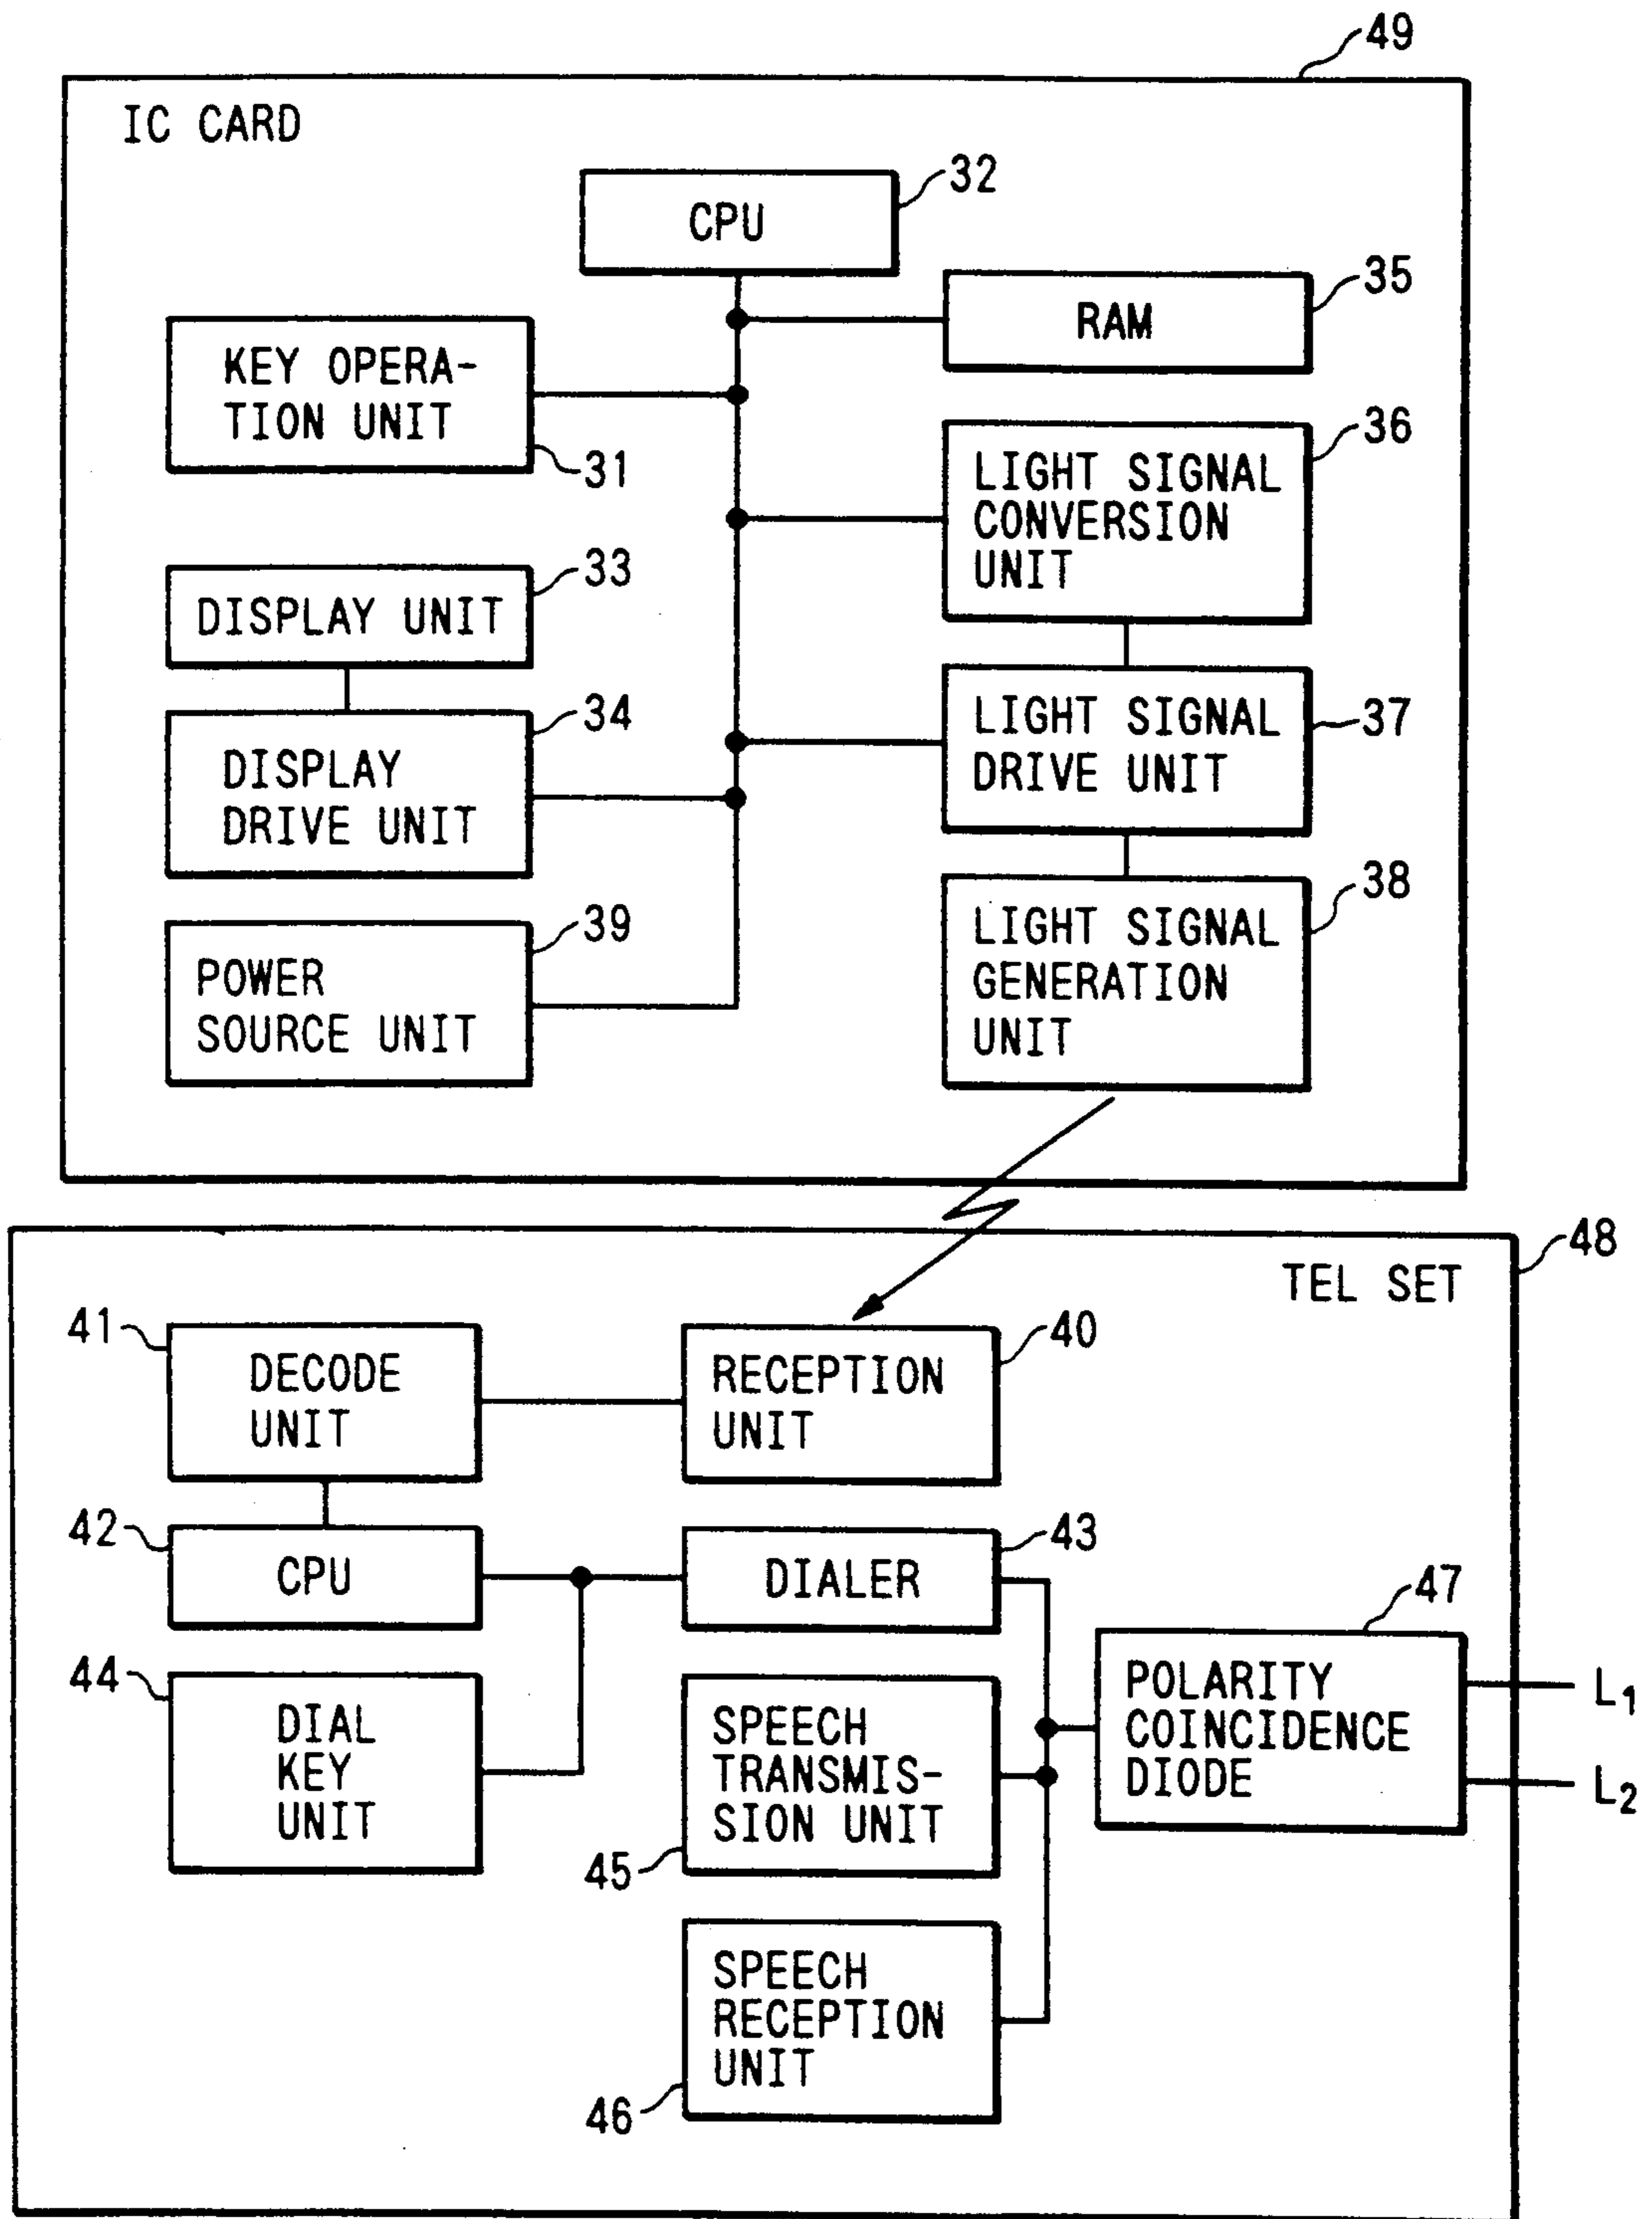 49
IC CARD
32
CPU
35
RAM
KEY OPERA-
TION UNIT
31
36
LIGHT SIGNAL
CONVERSION
UNIT
33
DISPLAY UNIT
34
DISPLAY
DRIVE UNIT
37
LIGHT SIGNAL
DRIVE UNIT
39
POWER
SOURCE UNIT
38
LIGHT SIGNAL
GENERATION
UNIT
48
TEL SET
41
DECODE
UNIT
40
RECEPTION
UNIT
42
CPU
43
DIALER
47
POLARITY
COINCIDENCE
DIODE
L1
L2
44
DIAL
KEY
UNIT
SPEECH
TRANSMIS-
SION UNIT
45
SPEECH
RECEPTION
UNIT
46